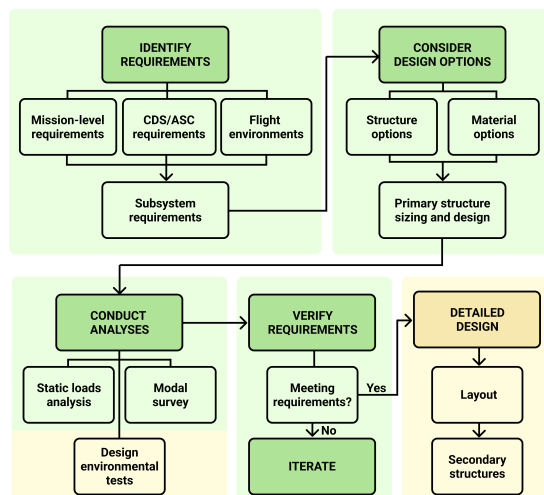 IDENTIFY
REQUIREMENTS
Mission-level
requirements
CDS/ASC
requirements
Flight
environments
Subsystem
requirements
CONSIDER
DESIGN OPTIONS
Structure
options
Material
options
Primary structure
sizing and design
CONDUCT
ANALYSES
Static loads
analysis
Modal
survey
Design
environmental
tests
VERIFY
REQUIREMENTS
Meeting
requirements?
Yes
No
ITERATE
DETAILED
DESIGN
Layout
Secondary
structures